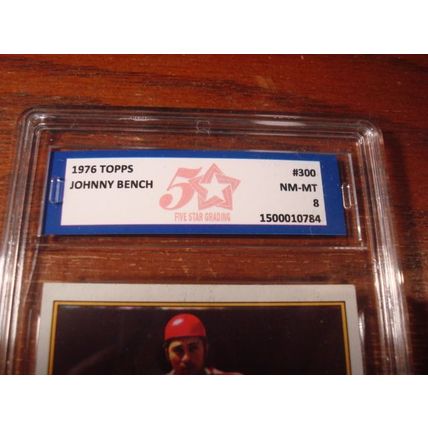 1976 TOPPS
JOHNNY BENCH
5
FIVE STAR GRADING
#300
NM-MT
8
1500010784